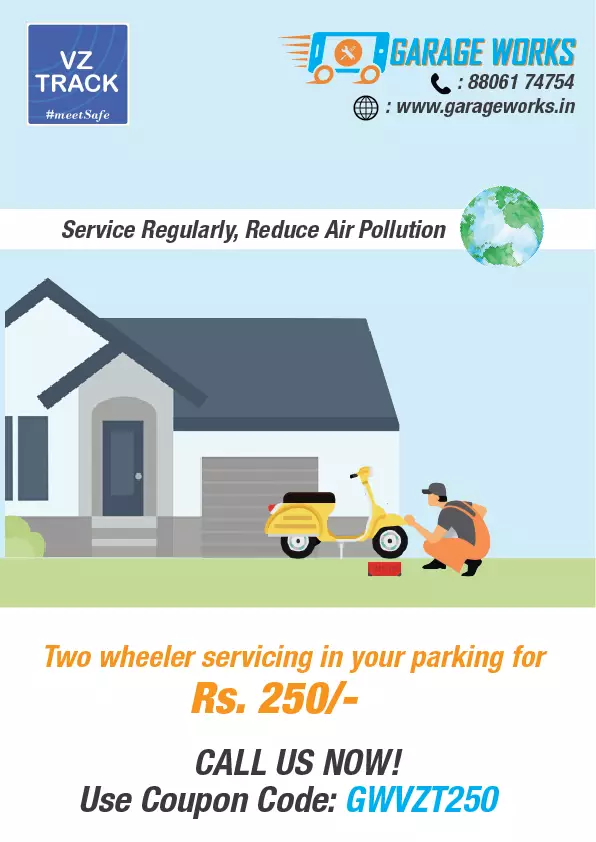 VZ
TRACK
#meetSafe
GARAGE WORKS
: 88061 74754
: www.garageworks.in
Service Regularly, Reduce Air Pollution
Two wheeler servicing in your parking for
Rs. 250/-
CALL US NOW!
Use Coupon Code: GWVZT250